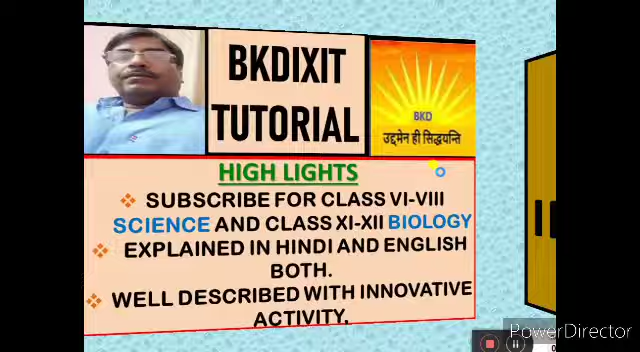 BKDIXIT
TUTORIAL
BKD
उद्दमेन ही सिद्धयन्ति
HIGH LIGHTS
❖ SUBSCRIBE FOR CLASS VI-VIII
SCIENCE AND CLASS XI-XII BIOLOGY
❖ EXPLAINED IN HINDI AND ENGLISH
BOTH.
❖ WELL DESCRIBED WITH INNOVATIVE
ACTIVITY.
PowerDirector